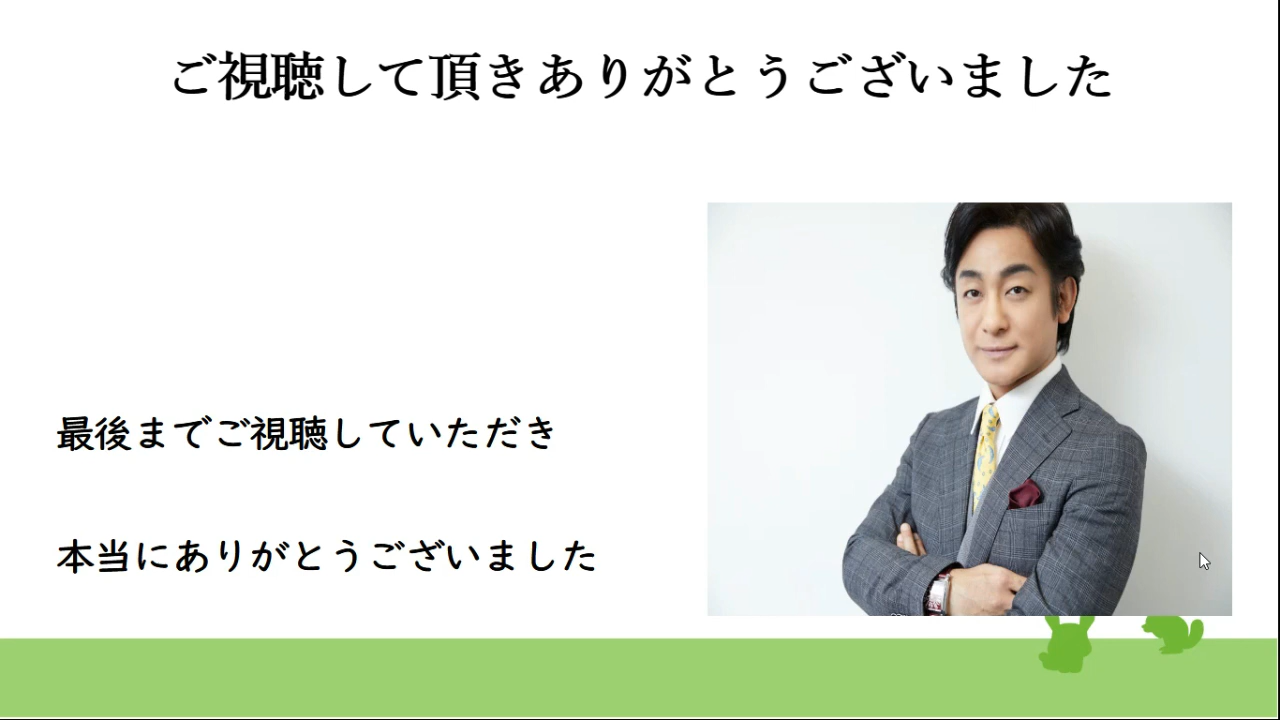 ご視聴して頂きありがとうございました
最後までご視聴していただき
本当にありがとうございました